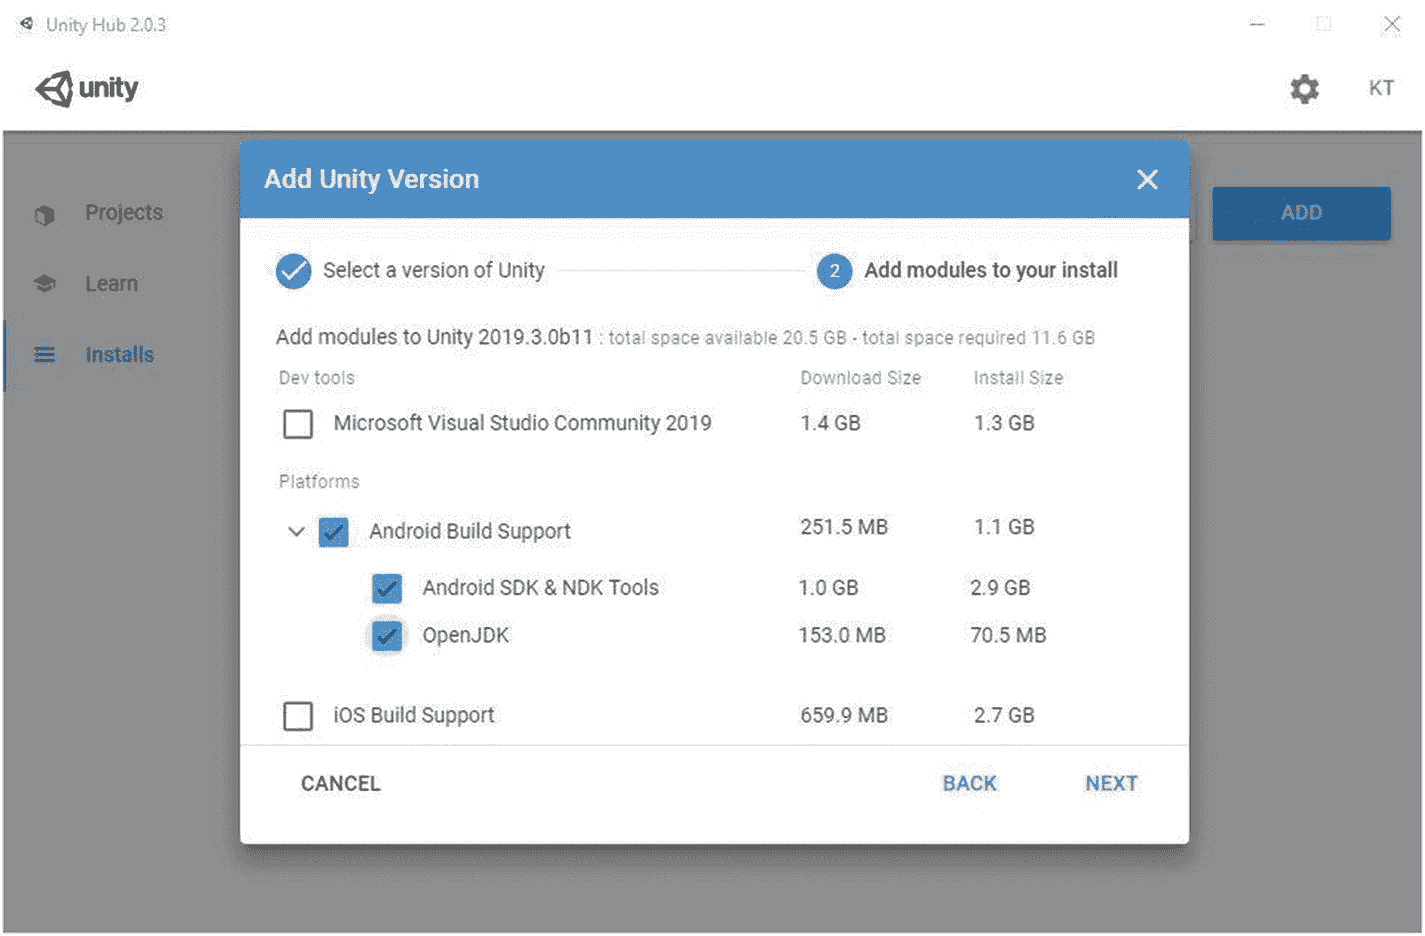 Unity Hub 2.0.3
unity
KT
Add Unity Version
Projects
ADD
Select a version of Unity
2
Add modules to your install
Learn
Add modules to Unity 2019.3.0b11 : total space available 20.5 GB - total space required 11.6 GB
Installs
Dev tools Download Size Install Size
Microsoft Visual Studio Community 2019 1.4 GB 1.3 GB
Platforms
Android Build Support 251.5 MB 1.1 GB
Android SDK & NDK Tools 1.0 GB 2.9 GB
OpenJDK 153.0 MB 70.5 MB
iOS Build Support 659.9 MB 2.7 GB
CANCEL BACK NEXT